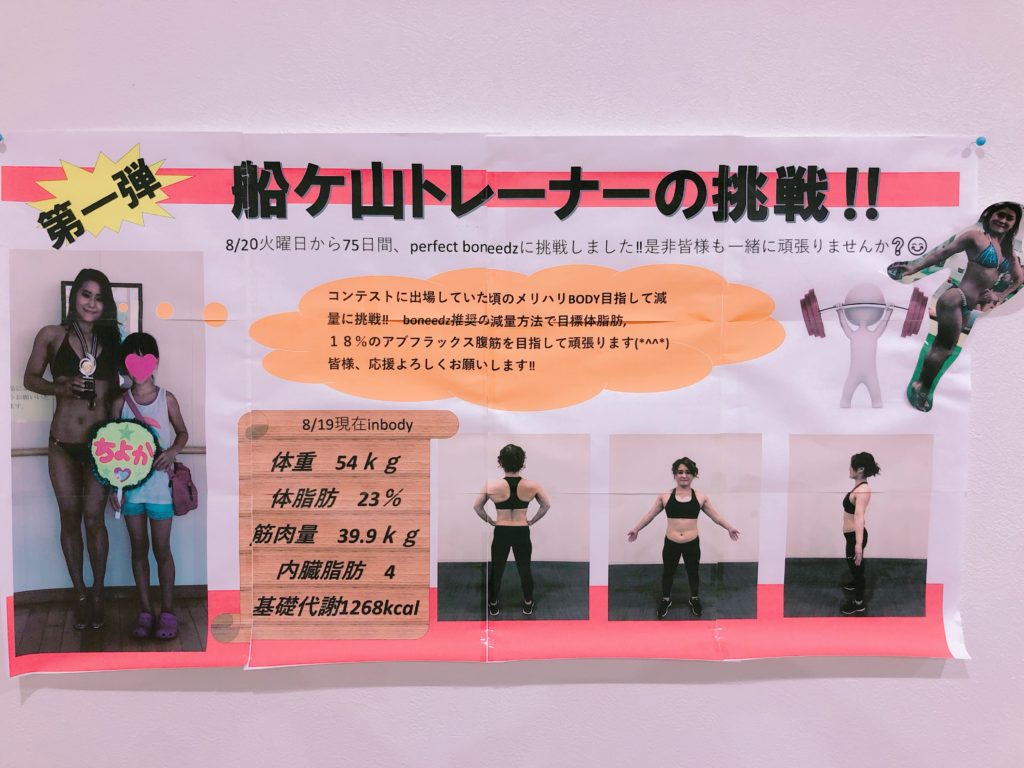 第一弾
船ケ山トレーナーの挑戦!!
8/20火曜日から75日間、perfect boneedzに挑戦しました!!是非皆様も一緒に頑張りませんか?😊
コンテストに出場していた頃のメリハリBODY目指して減
量に挑戦!! boneedz推奨の減量方法で目標体脂肪,
18%のアブフラックス腹筋を目指して頑張ります(*^^*)
皆様、応援よろしくお願いします!!
ちよか
8/19現在inbody
体重 54kg
体脂肪 23%
筋肉量 39.9kg
内臓脂肪 4
基礎代謝1268kcal